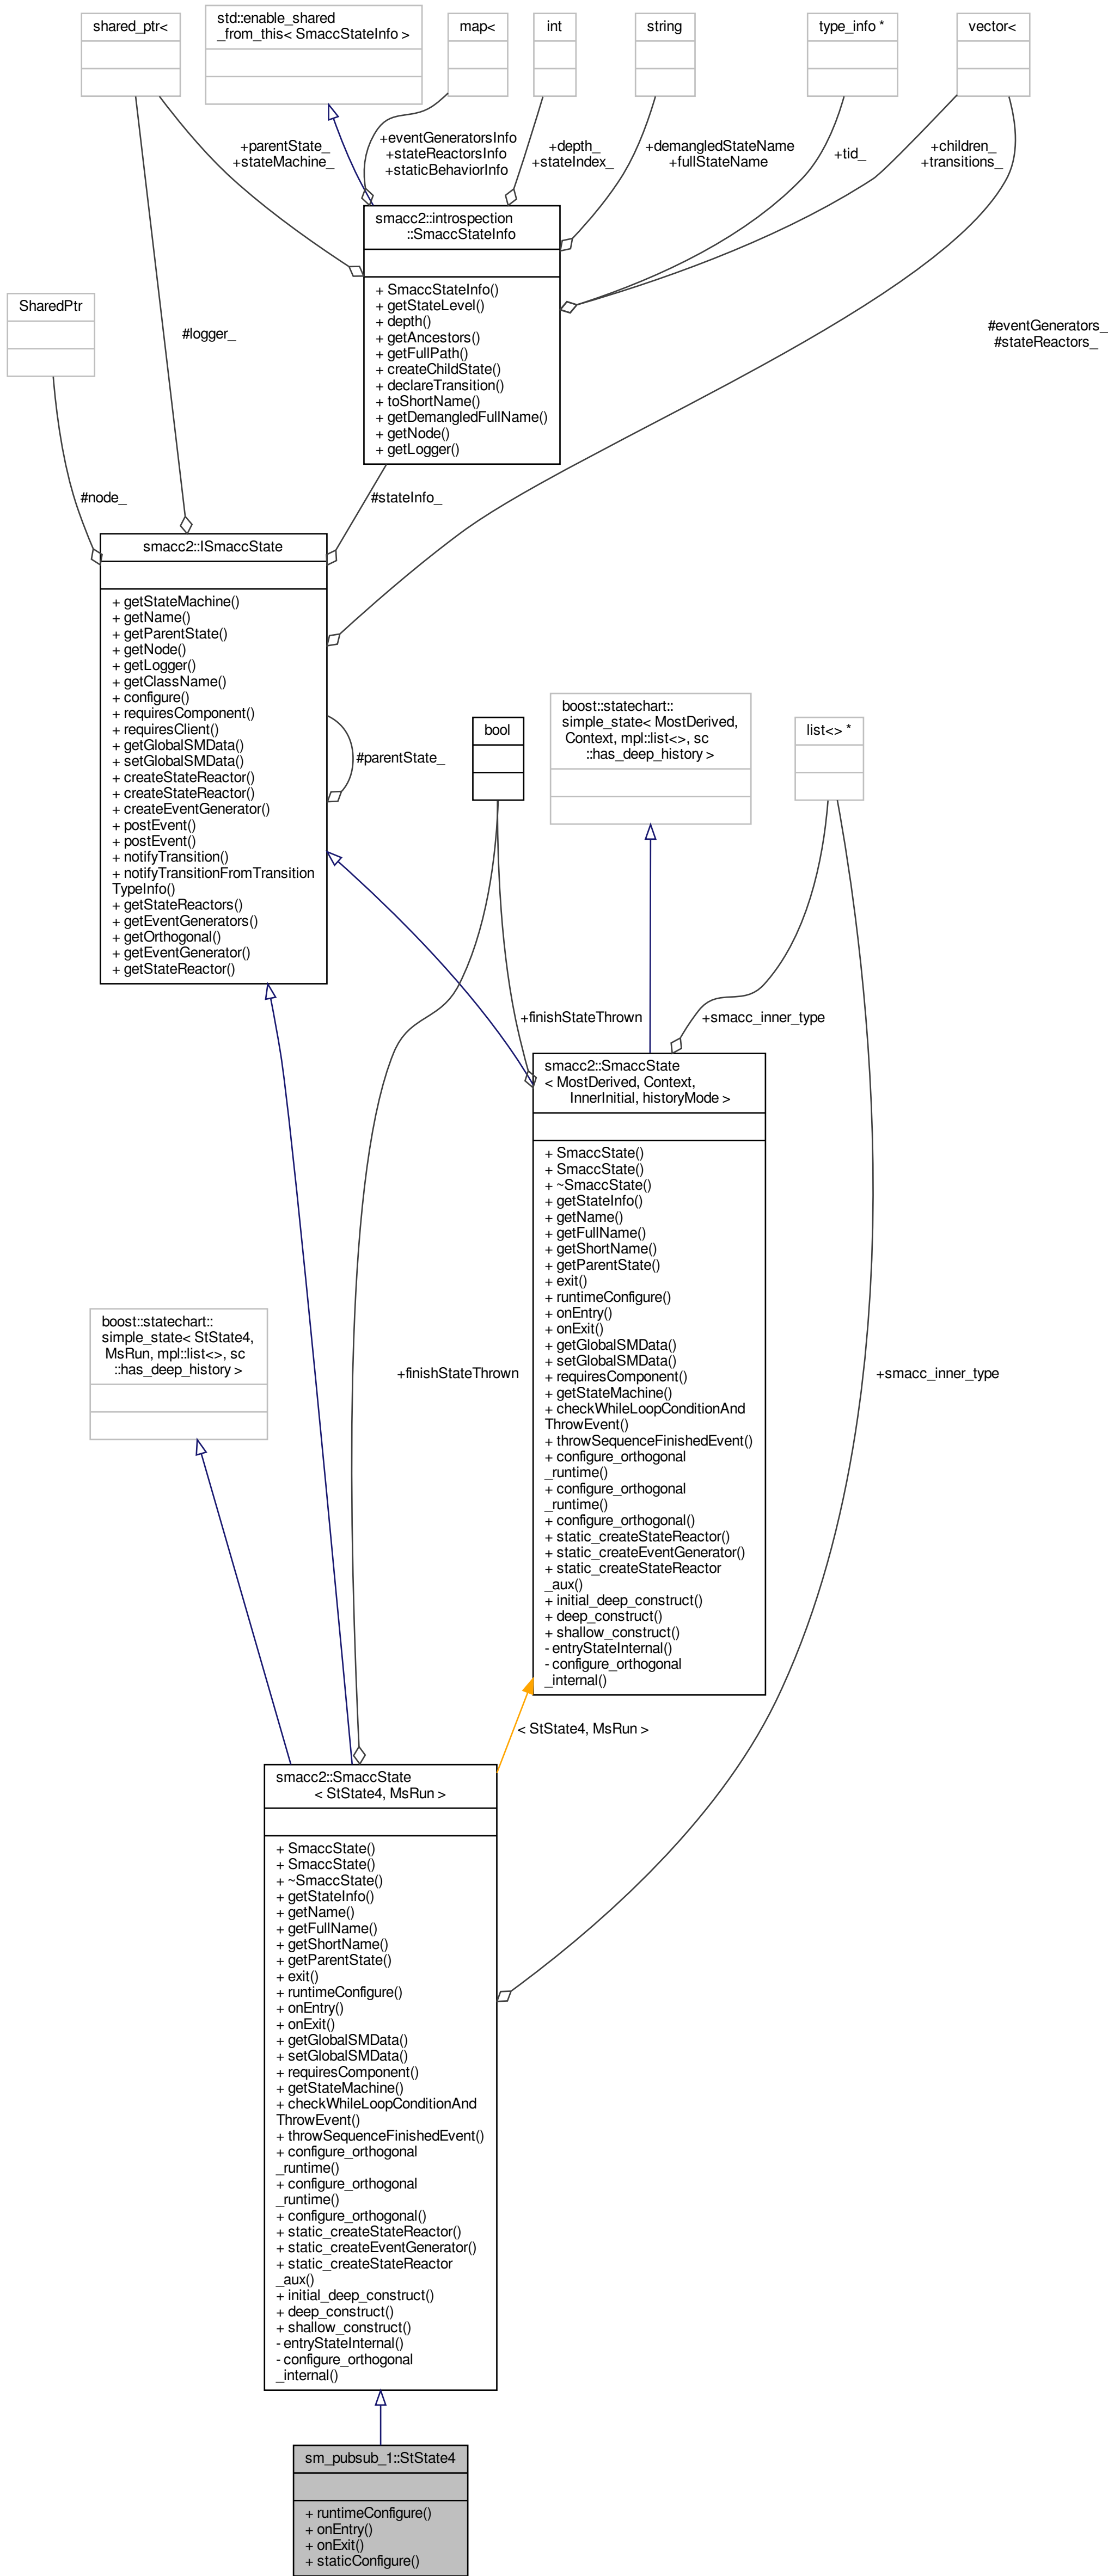 shared_ptr<
std::enable_shared
_from_this< SmaccStateInfo >
map<
int
string
type_info *
vector<
+parentState_
+stateMachine_
+eventGeneratorsInfo
+stateReactorsInfo
+staticBehaviorInfo
+depth_
+stateIndex_
+demangledStateName
+fullStateName
+tid_
+children_
+transitions_
smacc2::introspection
::SmaccStateInfo
+ SmaccStateInfo()
+ getStateLevel()
+ depth()
+ getAncestors()
+ getFullPath()
+ createChildState()
+ declareTransition()
+ toShortName()
+ getDemangledFullName()
+ getNode()
+ getLogger()
SharedPtr
#logger_
#eventGenerators_
#stateReactors_
#node_
#stateInfo_
smacc2::ISmaccState
+ getStateMachine()
+ getName()
+ getParentState()
+ getNode()
+ getLogger()
+ getClassName()
+ configure()
+ requiresComponent()
+ requiresClient()
+ getGlobalSMData()
+ setGlobalSMData()
+ createStateReactor()
+ createStateReactor()
+ createEventGenerator()
+ postEvent()
+ postEvent()
+ notifyTransition()
+ notifyTransitionFromTransition
TypeInfo()
+ getStateReactors()
+ getEventGenerators()
+ getOrthogonal()
+ getEventGenerator()
+ getStateReactor()
#parentState_
bool
boost::statechart::
simple_state< MostDerived,
Context, mpl::list<>, sc
::has_deep_history >
list<> *
+finishStateThrown
+smacc_inner_type
smacc2::SmaccState
< MostDerived, Context,
InnerInitial, historyMode >
+ SmaccState()
+ SmaccState()
+ ~SmaccState()
+ getStateInfo()
+ getName()
+ getFullName()
+ getShortName()
+ getParentState()
+ exit()
+ runtimeConfigure()
+ onEntry()
+ onExit()
+ getGlobalSMData()
+ setGlobalSMData()
+ requiresComponent()
+ getStateMachine()
+ checkWhileLoopConditionAnd
ThrowEvent()
+ throwSequenceFinishedEvent()
+ configure_orthogonal
_runtime()
+ configure_orthogonal
_runtime()
+ configure_orthogonal()
+ static_createStateReactor()
+ static_createEventGenerator()
+ static_createStateReactor
_aux()
+ initial_deep_construct()
+ deep_construct()
+ shallow_construct()
- entryStateInternal()
- configure_orthogonal
_internal()
boost::statechart::
simple_state< StState4,
MsRun, mpl::list<>, sc
::has_deep_history >
+finishStateThrown
+smacc_inner_type
< StState4, MsRun >
smacc2::SmaccState
< StState4, MsRun >
+ SmaccState()
+ SmaccState()
+ ~SmaccState()
+ getStateInfo()
+ getName()
+ getFullName()
+ getShortName()
+ getParentState()
+ exit()
+ runtimeConfigure()
+ onEntry()
+ onExit()
+ getGlobalSMData()
+ setGlobalSMData()
+ requiresComponent()
+ getStateMachine()
+ checkWhileLoopConditionAnd
ThrowEvent()
+ throwSequenceFinishedEvent()
+ configure_orthogonal
_runtime()
+ configure_orthogonal
_runtime()
+ configure_orthogonal()
+ static_createStateReactor()
+ static_createEventGenerator()
+ static_createStateReactor
_aux()
+ initial_deep_construct()
+ deep_construct()
+ shallow_construct()
- entryStateInternal()
- configure_orthogonal
_internal()
sm_pubsub_1::StState4
+ runtimeConfigure()
+ onEntry()
+ onExit()
+ staticConfigure()